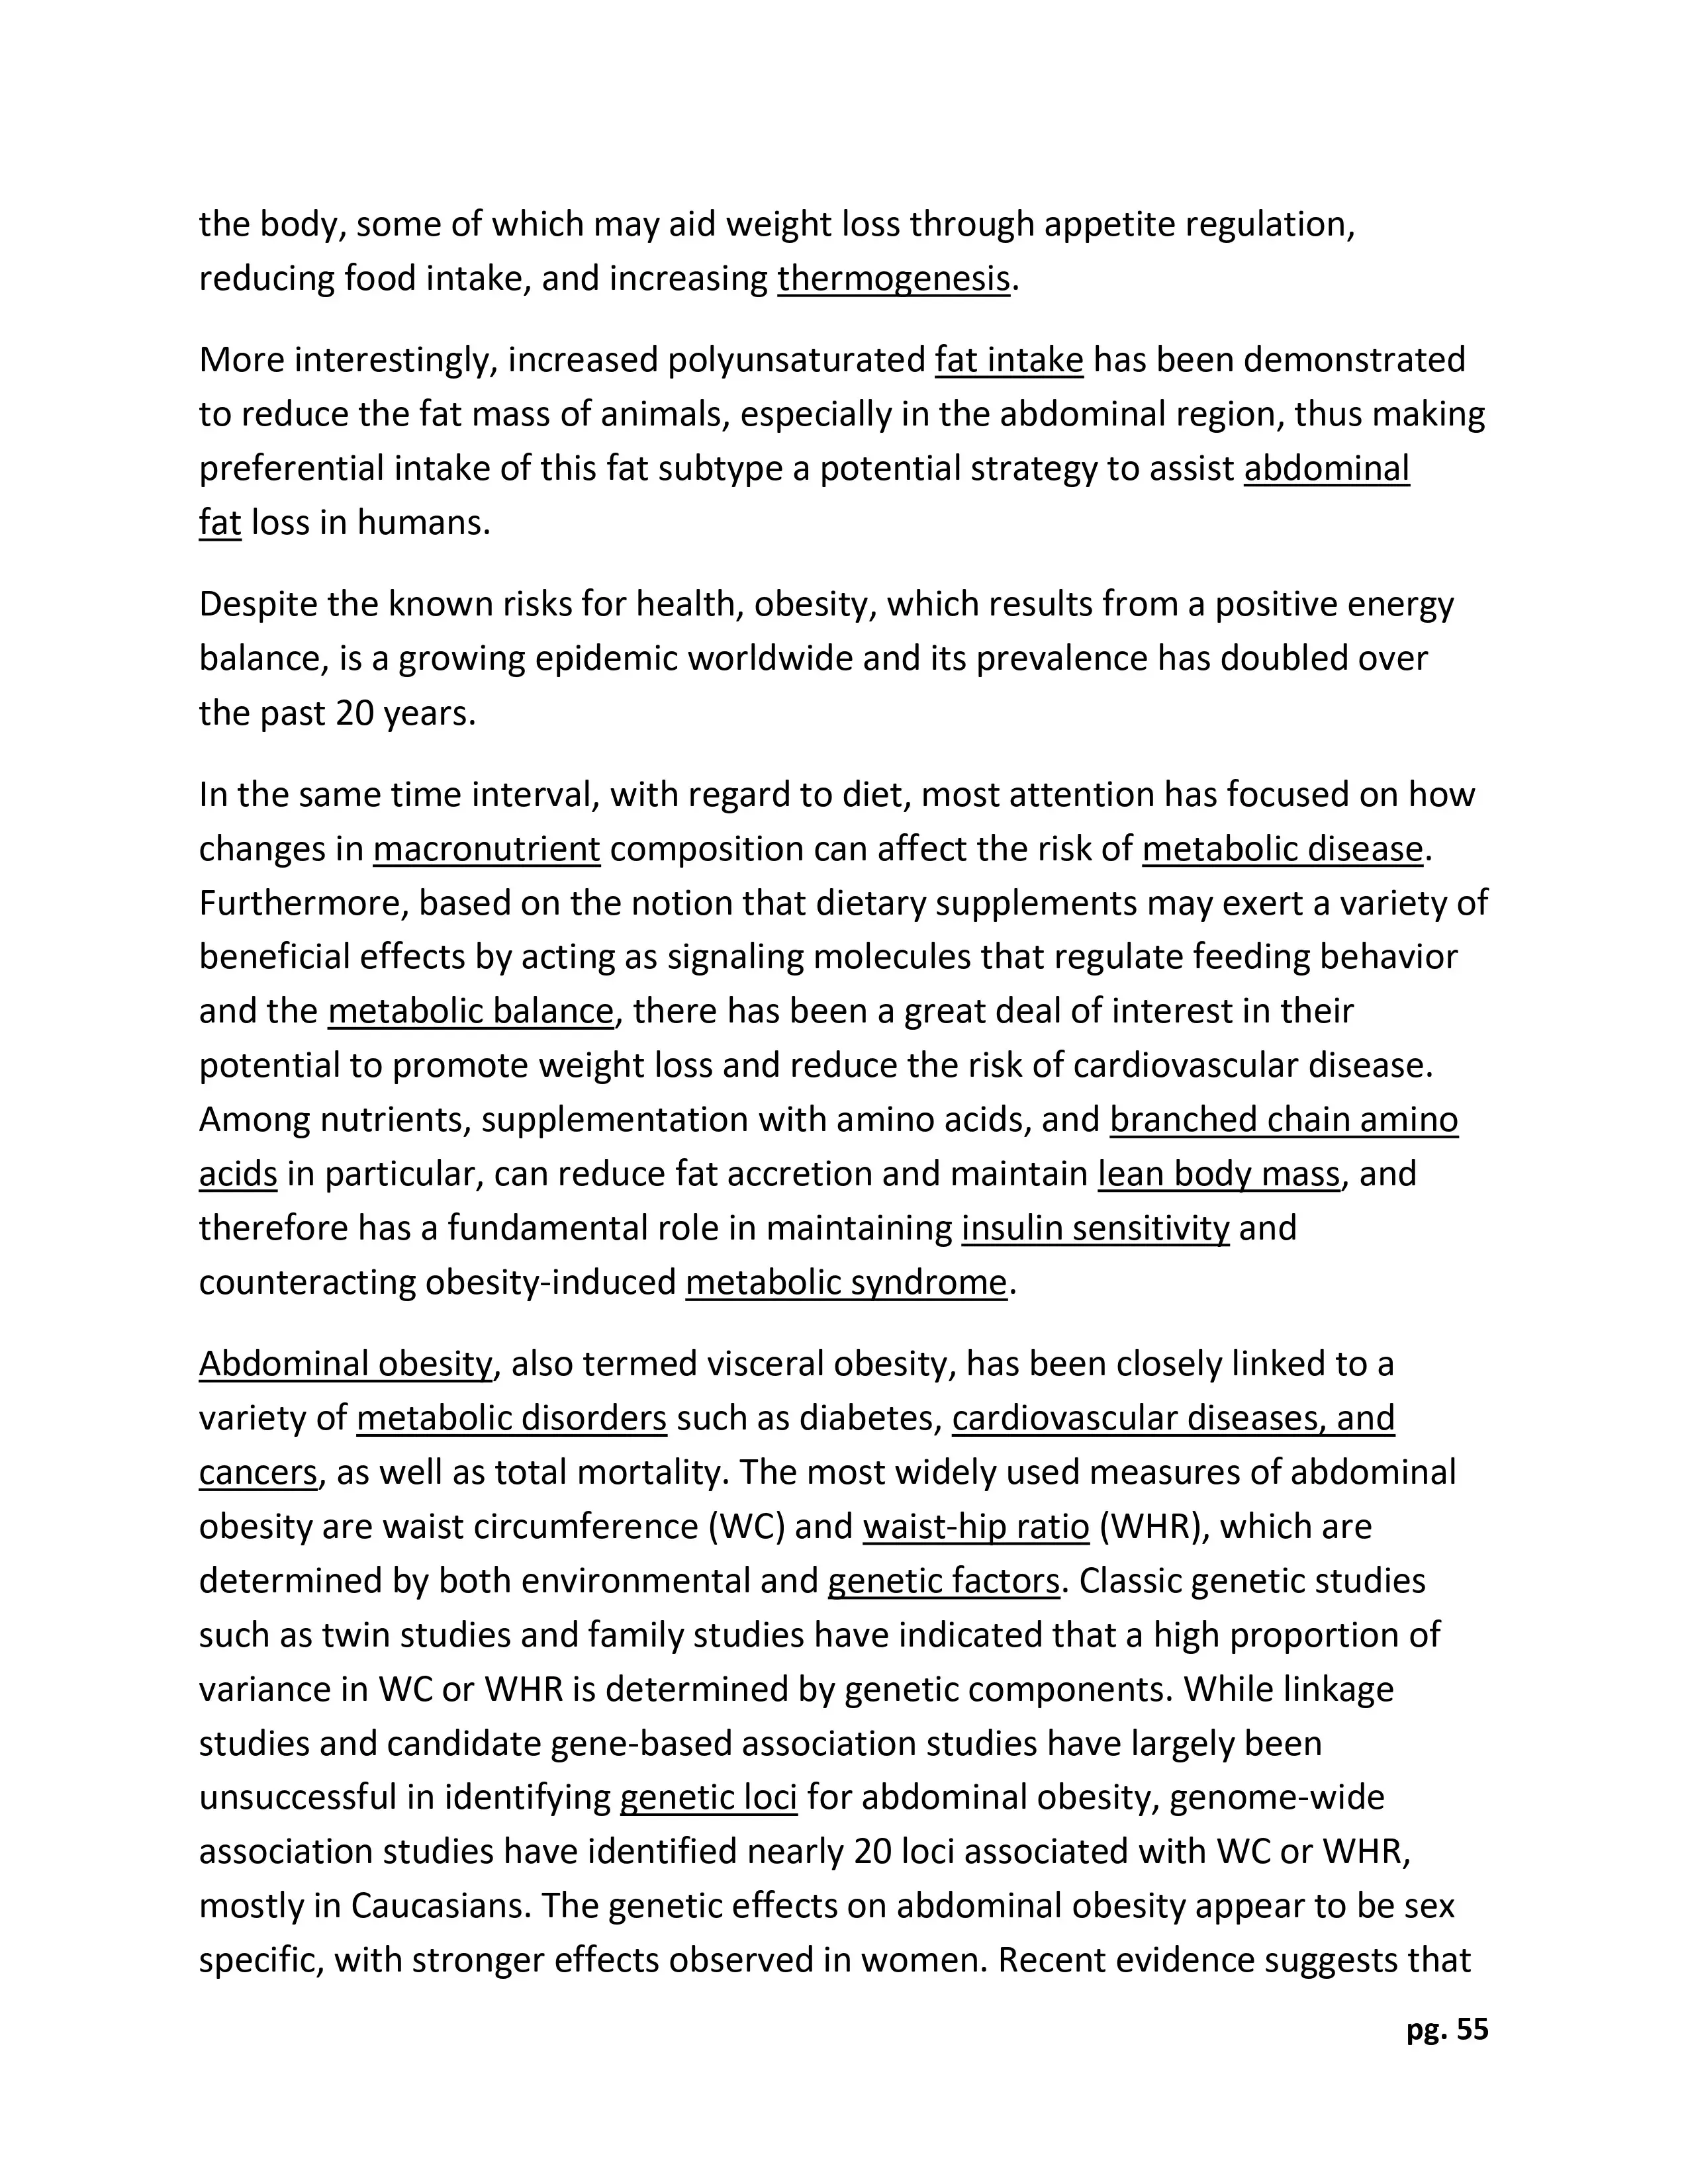 the body, some of which may aid weight loss through appetite regulation,
reducing food intake, and increasing thermogenesis.
More interestingly, increased polyunsaturated fat intake has been demonstrated
to reduce the fat mass of animals, especially in the abdominal region, thus making
preferential intake of this fat subtype a potential strategy to assist abdominal
fat loss in humans.
Despite the known risks for health, obesity, which results from a positive energy
balance, is a growing epidemic worldwide and its prevalence has doubled over
the past 20 years.
In the same time interval, with regard to diet, most attention has focused on how
changes in macronutrient composition can affect the risk of metabolic disease.
Furthermore, based on the notion that dietary supplements may exert a variety of
beneficial effects by acting as signaling molecules that regulate feeding behavior
and the metabolic balance, there has been a great deal of interest in their
potential to promote weight loss and reduce the risk of cardiovascular disease.
Among nutrients, supplementation with amino acids, and branched chain amino
acids in particular, can reduce fat accretion and maintain lean body mass, and
therefore has a fundamental role in maintaining insulin sensitivity and
counteracting obesity-induced metabolic syndrome.
Abdominal obesity, also termed visceral obesity, has been closely linked to a
variety of metabolic disorders such as diabetes, cardiovascular diseases, and
cancers, as well as total mortality. The most widely used measures of abdominal
obesity are waist circumference (WC) and waist-hip ratio (WHR), which are
determined by both environmental and genetic factors. Classic genetic studies
such as twin studies and family studies have indicated that a high proportion of
variance in WC or WHR is determined by genetic components. While linkage
studies and candidate gene-based association studies have largely been
unsuccessful in identifying genetic loci for abdominal obesity, genome-wide
association studies have identified nearly 20 loci associated with WC or WHR,
mostly in Caucasians. The genetic effects on abdominal obesity appear to be sex
specific, with stronger effects observed in women. Recent evidence suggests that
pg. 55